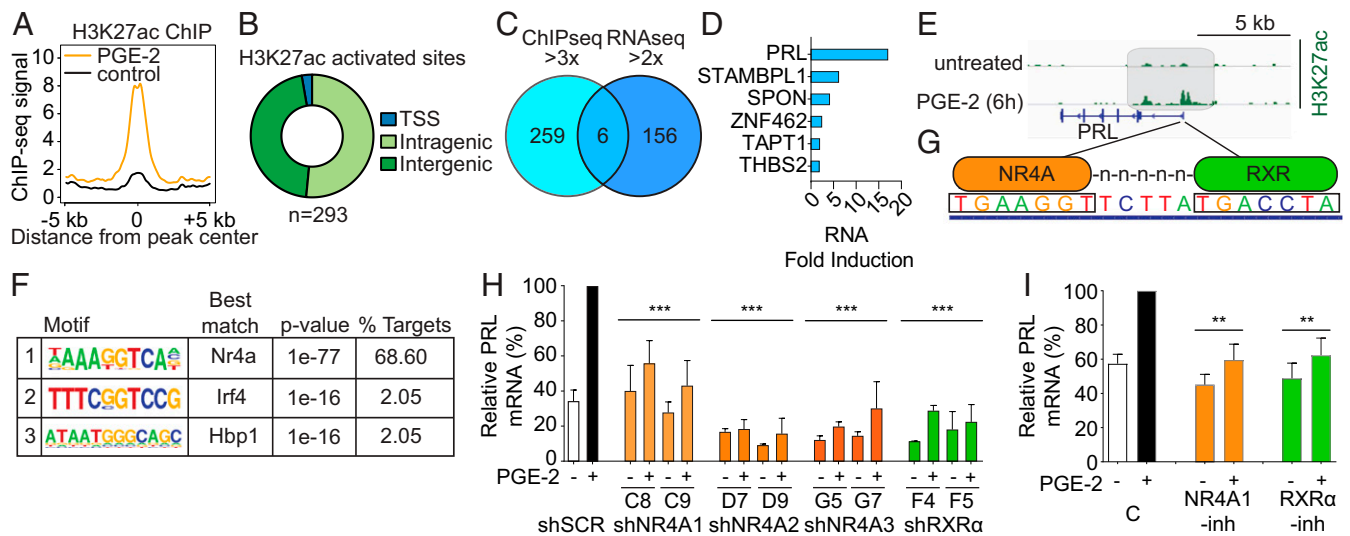 A
H3K27ac ChIP
PGE-2
control
ChIP-seq signal
10
8
6
4
2
0
-5 kb
0
+5 kb
Distance from peak center
B
H3K27ac activated sites
TSS
Intragenic
Intergenic
n=293
C
ChIPseq
>3x
RNAseq
>2x
259
6
156
D
PRL
STAMBPL1
SPON
ZNF462
TAPT1
THBS2
0
5
10
15
20
RNA
Fold Induction
E
5 kb
untreated
PGE-2 (6h)
H3K27ac
PRL
G
NR4A
-n-n-n-n-n-
RXR
TGAAGGTTCTTATGACCTA
F
Motif
Best match
p-value
% Targets
1
TAAAGGTCA
Nr4a
1e-77
68.60
2
TTTCGGTCCG
Irf4
1e-16
2.05
3
ATAATGGGCAGC
Hbp1
1e-16
2.05
H
Relative PRL
mRNA (%)
100
80
60
40
20
0
*** *** *** ***
PGE-2 - + - + - + - + - + - + - + - + - +
C8 C9 D7 D9 G5 G7 F4 F5
shSCR shNR4A1 shNR4A2 shNR4A3 shRXRα
I
Relative PRL
mRNA (%)
100
80
60
40
20
0
** **
PGE-2 - + - + - +
C
NR4A1
-inh
RXRα
-inh